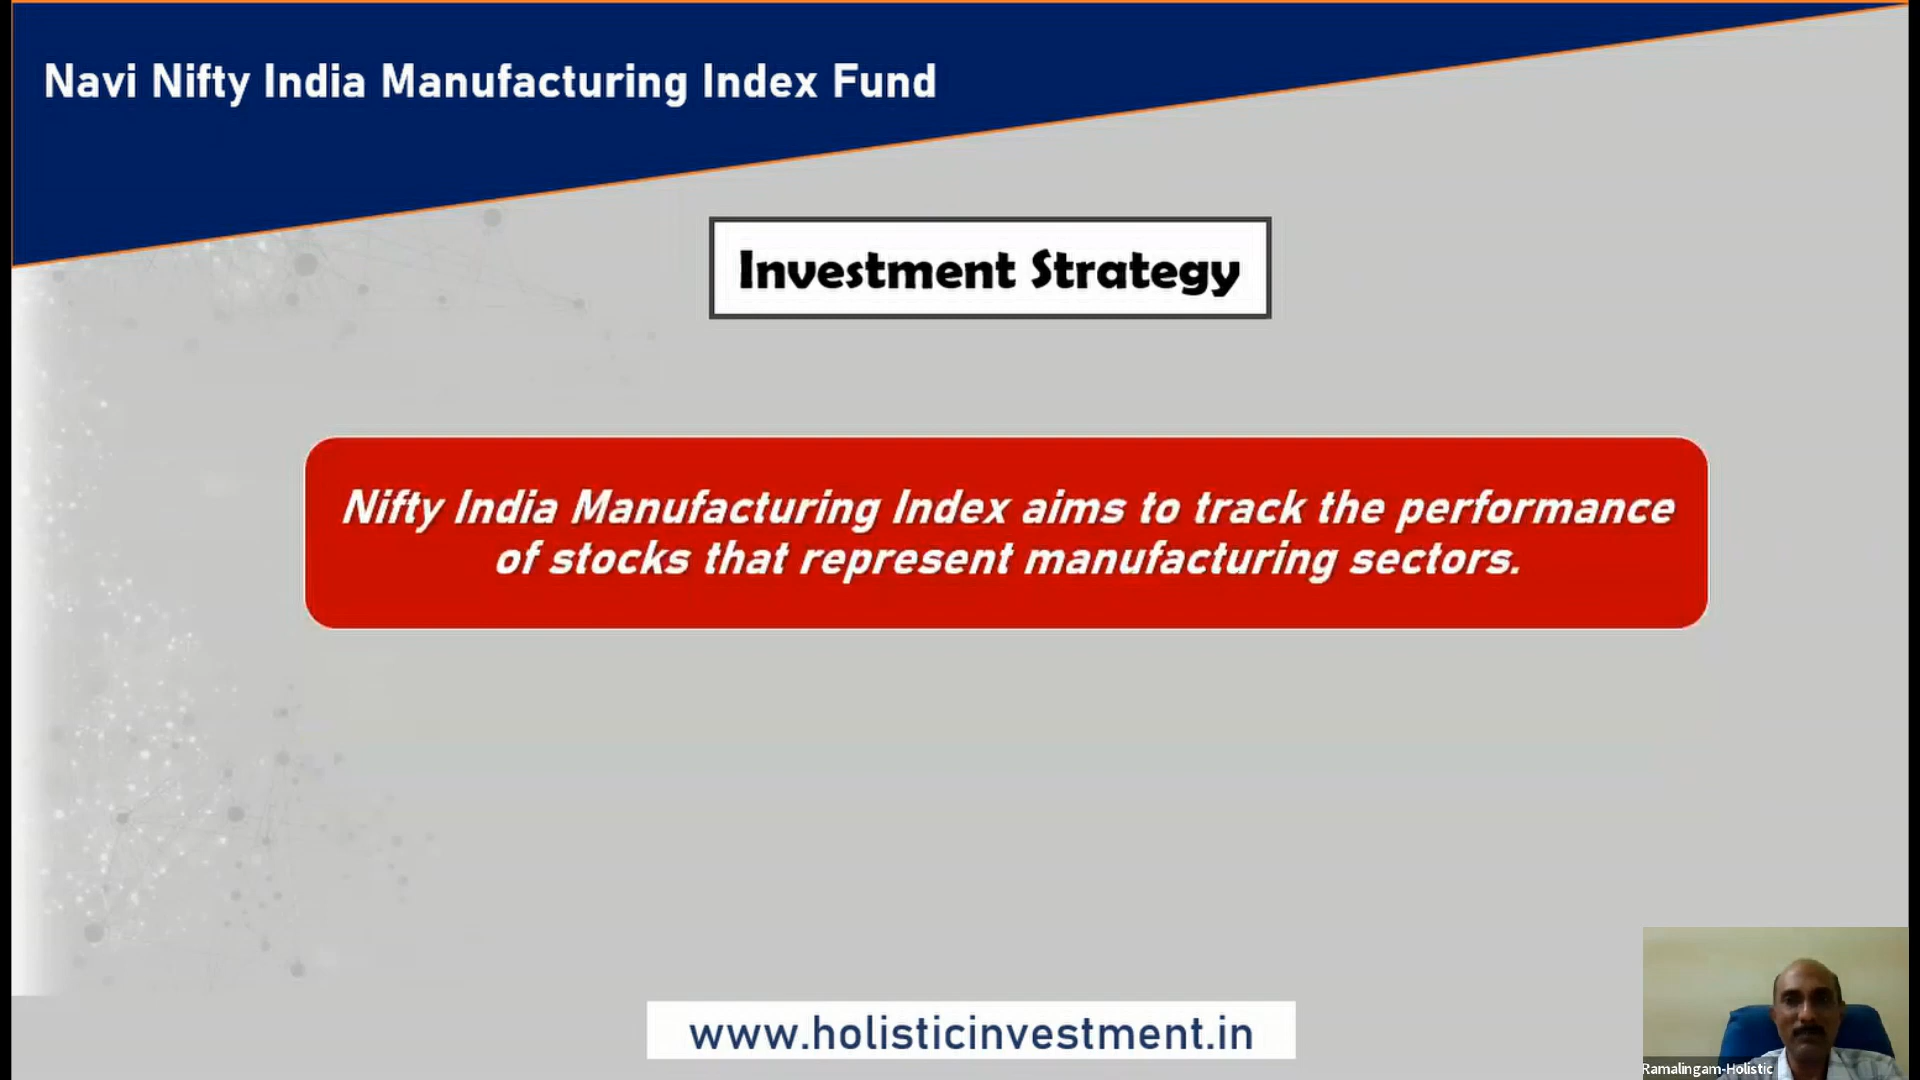 Navi Nifty India Manufacturing Index Fund
Investment Strategy
Nifty India Manufacturing Index aims to track the performance
of stocks that represent manufacturing sectors.
www.holisticinvestment.in
Ramalingam-Holistic